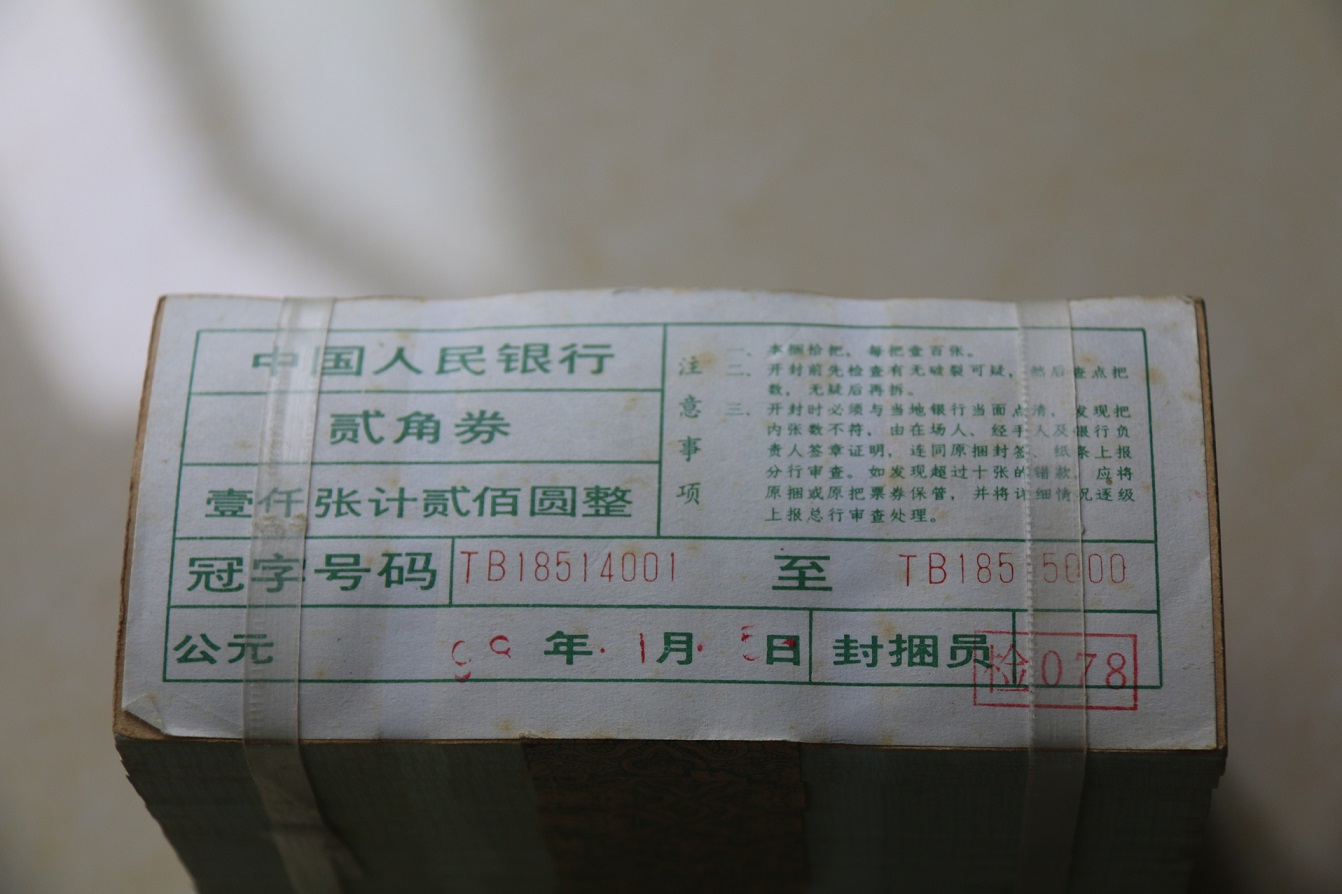 中国人民银行
贰角券
壹仟张计贰佰圆整
注意事项
一、本捆拾把，每把壹百张。
二、开封前先检查有无破裂可疑，然后查点把
数，无疑后再拆。
三、开封时必须与当地银行当面点清，发现把
内张数不符，由在场人、经手人及银行负
责人签章证明，连同原捆封签、纸条上报
分行审查。如发现超过十张的错款，应将
原捆或原把票券保管，并将详细情况逐级
上报总行审查处理。
冠字号码 TB18514001 至 TB18515000
公元 年·1月· 日 封捆员 检078